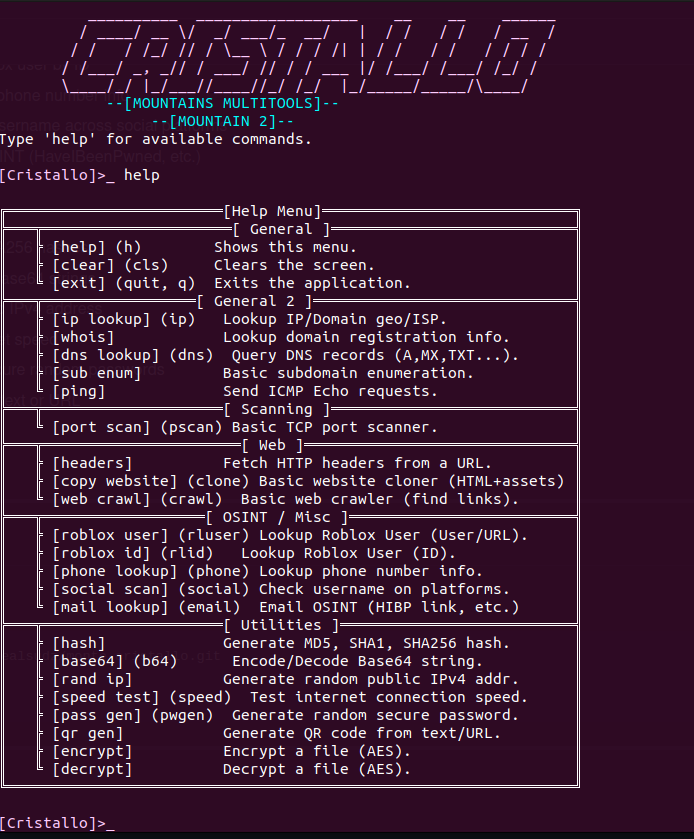 --[MOUNTAINS MULTITOOLS]--
--[MOUNTAIN 2]--
Type 'help' for available commands.
[Cristallo]>_ help
[Help Menu]
[ General ]
[help] (h) Shows this menu.
[clear] (cls) Clears the screen.
[exit] (quit, q) Exits the application.
[ General 2 ]
[ip lookup] (ip) Lookup IP/Domain geo/ISP.
[whois] Lookup domain registration info.
[dns lookup] (dns) Query DNS records (A,MX,TXT...).
[sub enum] Basic subdomain enumeration.
[ping] Send ICMP Echo requests.
[ Scanning ]
[port scan] (pscan) Basic TCP port scanner.
[ Web ]
[headers] Fetch HTTP headers from a URL.
[copy website] (clone) Basic website cloner (HTML+assets)
[web crawl] (crawl) Basic web crawler (find links).
[ OSINT / Misc ]
[roblox user] (rluser) Lookup Roblox User (User/URL).
[roblox id] (rlid) Lookup Roblox User (ID).
[phone lookup] (phone) Lookup phone number info.
[social scan] (social) Check username on platforms.
[mail lookup] (email) Email OSINT (HIBP link, etc.)
[ Utilities ]
[hash] Generate MD5, SHA1, SHA256 hash.
[base64] (b64) Encode/Decode Base64 string.
[rand ip] Generate random public IPv4 addr.
[speed test] (speed) Test internet connection speed.
[pass gen] (pwgen) Generate random secure password.
[qr gen] Generate QR code from text/URL.
[encrypt] Encrypt a file (AES).
[decrypt] Decrypt a file (AES).
[Cristallo]>_